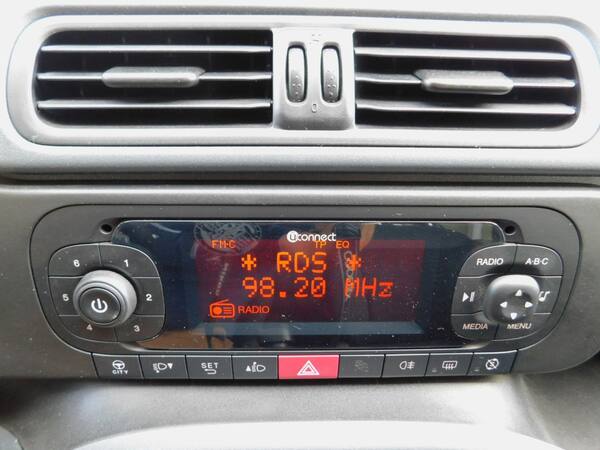 0
Uconnect
FM-C TP EQ
* RDS *
98.20 MHz
RADIO
6 1
5 2
4 3
RADIO A·B·C
MEDIA MENU
CITY SET